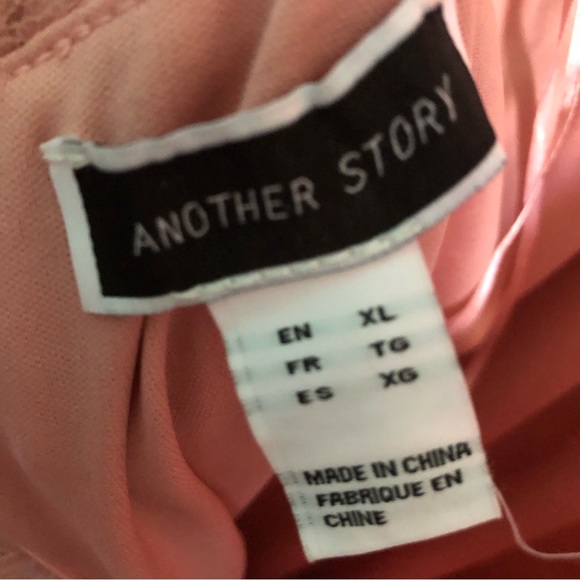 ANOTHER STORY
EN XL
FR TG
ES XG
MADE IN CHINA
FABRIQUE EN
CHINE